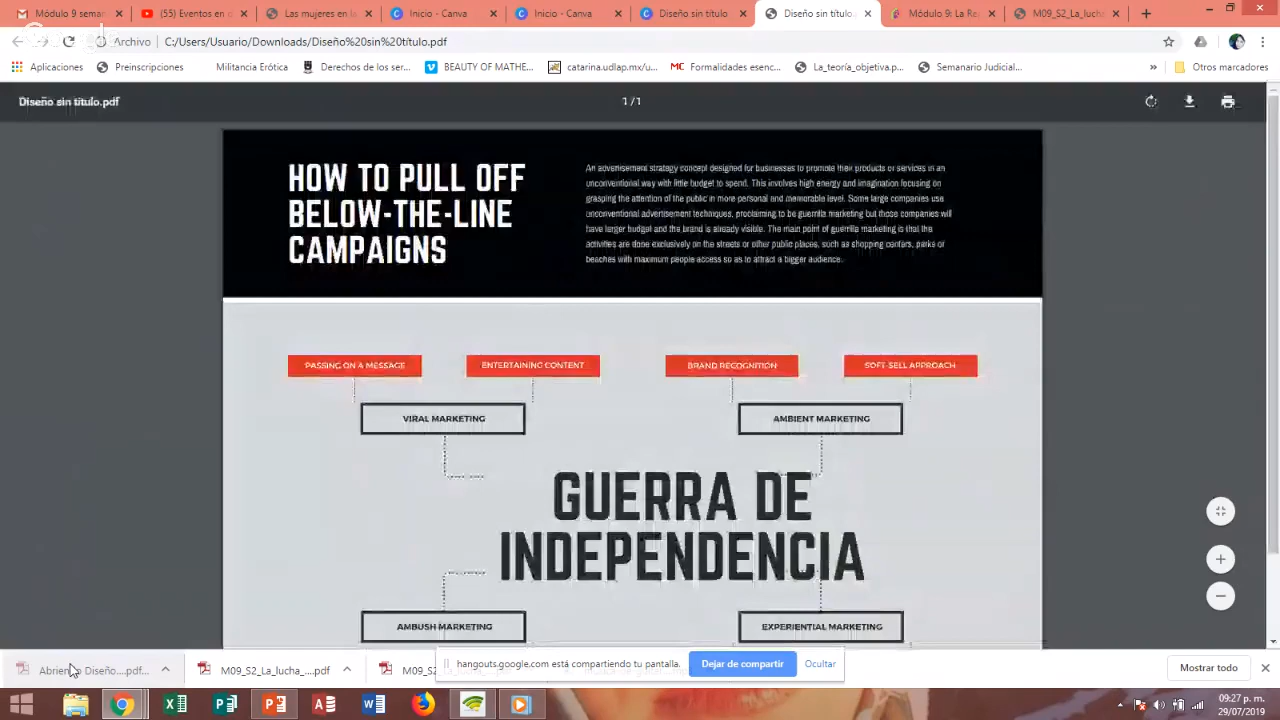 Módulo 9 semar
(55) Eventos en d
Las mujeres en la
Inicio - Canva
Inicio - Canva
Diseño sin título
Diseño sin título
Módulo 9: La Re
M09_S2_La_lucha
Archivo
C:/Users/Usuario/Downloads/Diseño%20sin%20título.pdf
Aplicaciones
Preinscripciones
Militancia Erótica
Derechos de los ser...
BEAUTY OF MATHE...
catarina.udlap.mx/u...
MC Formalidades esenc...
La_teoría_objetiva.p...
Semanario Judicial...
Otros marcadores
Diseño sin título.pdf
1 / 1
HOW TO PULL OFF
BELOW-THE-LINE
CAMPAIGNS
An advertisement strategy concept designed for businesses to promote their products or services in an
unconventional way with little budget to spend. This involves high energy and imagination focusing on
grasping the attention of the public in more personal and memorable level. Some large companies use
unconventional advertisement techniques, proclaiming to be guerrilla marketing but those companies will
have larger budget and the brand is already visible. The main point of guerrilla marketing is that the
activities are done exclusively on the streets or other public places, such as shopping centers, parks or
beaches with maximum people access so as to attract a bigger audience.
PASSING ON A MESSAGE
ENTERTAINING CONTENT
BRAND RECOGNITION
SOFT-SELL APPROACH
VIRAL MARKETING
AMBIENT MARKETING
GUERRA DE
INDEPENDENCIA
AMBUSH MARKETING
EXPERIENTIAL MARKETING
Abriendo Diseño...pdf...
M09_S2_La_lucha_....pdf
M09_S2
hangouts.google.com está compartiendo tu pantalla.
Dejar de compartir
Ocultar
Mostrar todo
09:27 p. m.
29/07/2019